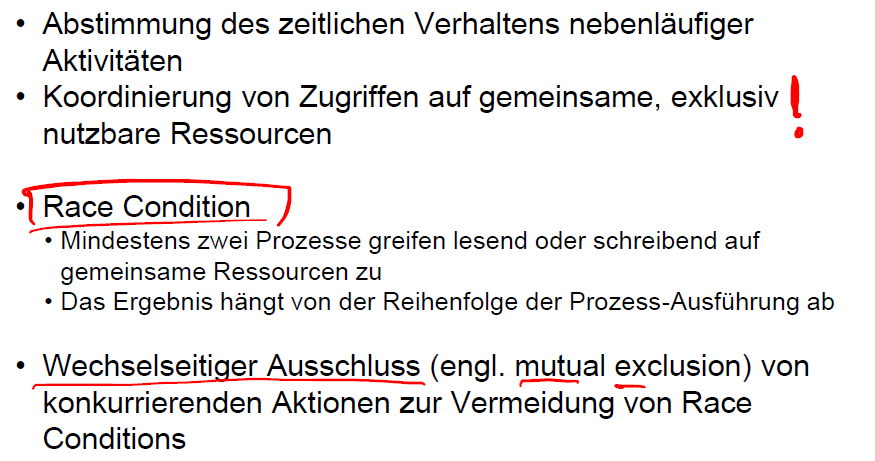 • Abstimmung des zeitlichen Verhaltens nebenläufiger
Aktivitäten
• Koordinierung von Zugriffen auf gemeinsame, exklusiv !
nutzbare Ressourcen
• Race Condition
• Mindestens zwei Prozesse greifen lesend oder schreibend auf
gemeinsame Ressourcen zu
• Das Ergebnis hängt von der Reihenfolge der Prozess-Ausführung ab
• Wechselseitiger Ausschluss (engl. mutual exclusion) von
konkurrierenden Aktionen zur Vermeidung von Race
Conditions